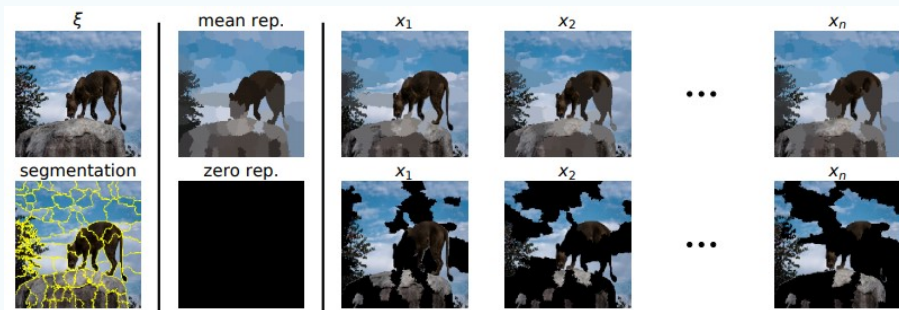 ξ mean rep. x₁ x₂ xₙ
•••
segmentation zero rep. x₁ x₂ xₙ
•••